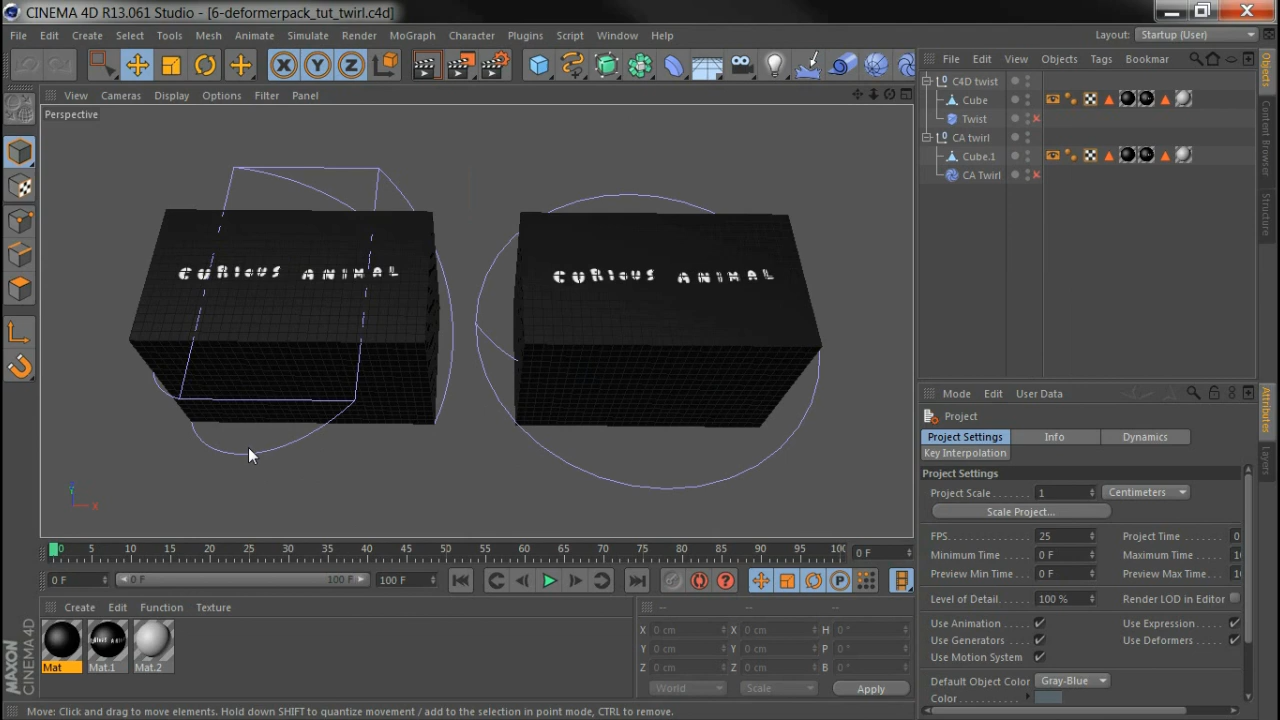 CINEMA 4D R13.061 Studio - [6-deformerpack_tut_twirl.c4d]
File Edit Create Select Tools Mesh Animate Simulate Render MoGraph Character Plugins Script Window Help Layout: Startup (User)
X Y Z
File Edit View Objects Tags Bookmar
View Cameras Display Options Filter Panel
Perspective
C4D twist
Cube
Twist
CA twirl
Cube.1
CA Twirl
Objects
Content Browser
Structure
CURIOUS ANIMAL CURIOUS ANIMAL
X
Mode Edit User Data
Project
Project Settings Info Dynamics
Key Interpolation
Project Settings
Project Scale 1 Centimeters
Scale Project...
FPS 25 Project Time 0
Minimum Time 0 F Maximum Time
Preview Min Time 0 F Preview Max Time
Level of Detail 100 % Render LOD in Editor
Use Animation Use Expression
Use Generators Use Deformers
Use Motion System
Default Object Color Gray-Blue
Color
Attributes
Layers
0 5 10 15 20 25 30 35 40 45 50 55 60 65 70 75 80 85 90 95 100 0 F
0 F 0 F 100 F 100 F P
Create Edit Function Texture
Mat Mat.1 Mat.2
-- -- --
X 0 cm X 0 cm H 0 °
Y 0 cm Y 0 cm P 0 °
Z 0 cm Z 0 cm B 0 °
World Scale Apply
MAXON CINEMA 4D
Move: Click and drag to move elements. Hold down SHIFT to quantize movement / add to the selection in point mode, CTRL to remove.